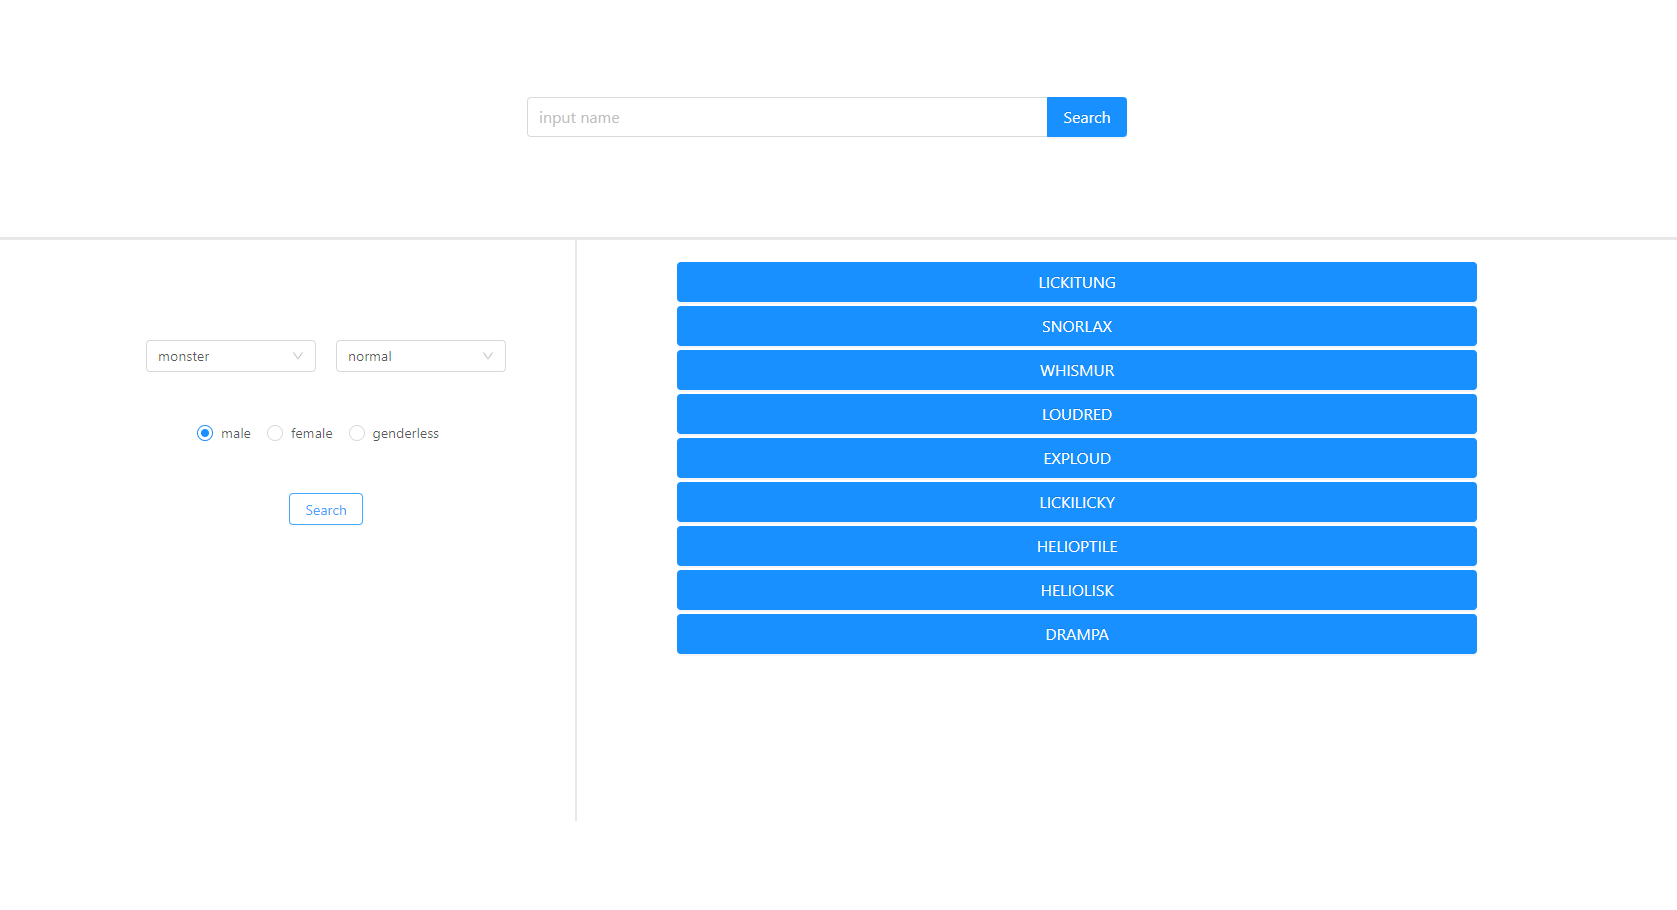 input name
Search
monster
normal
male
female
genderless
Search
LICKITUNG
SNORLAX
WHISMUR
LOUDRED
EXPLOUD
LICKILICKY
HELIOPTILE
HELIOLISK
DRAMPA